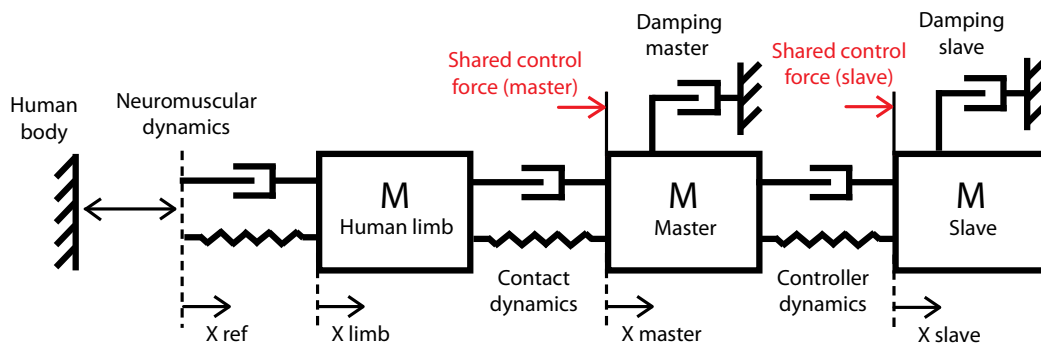 Human
body
Neuromuscular
dynamics
Shared control
force (master)
Damping
master
Shared control
force (slave)
Damping
slave
M
Human limb
M
Master
M
Slave
Contact
dynamics
Controller
dynamics
X ref
X limb
X master
X slave